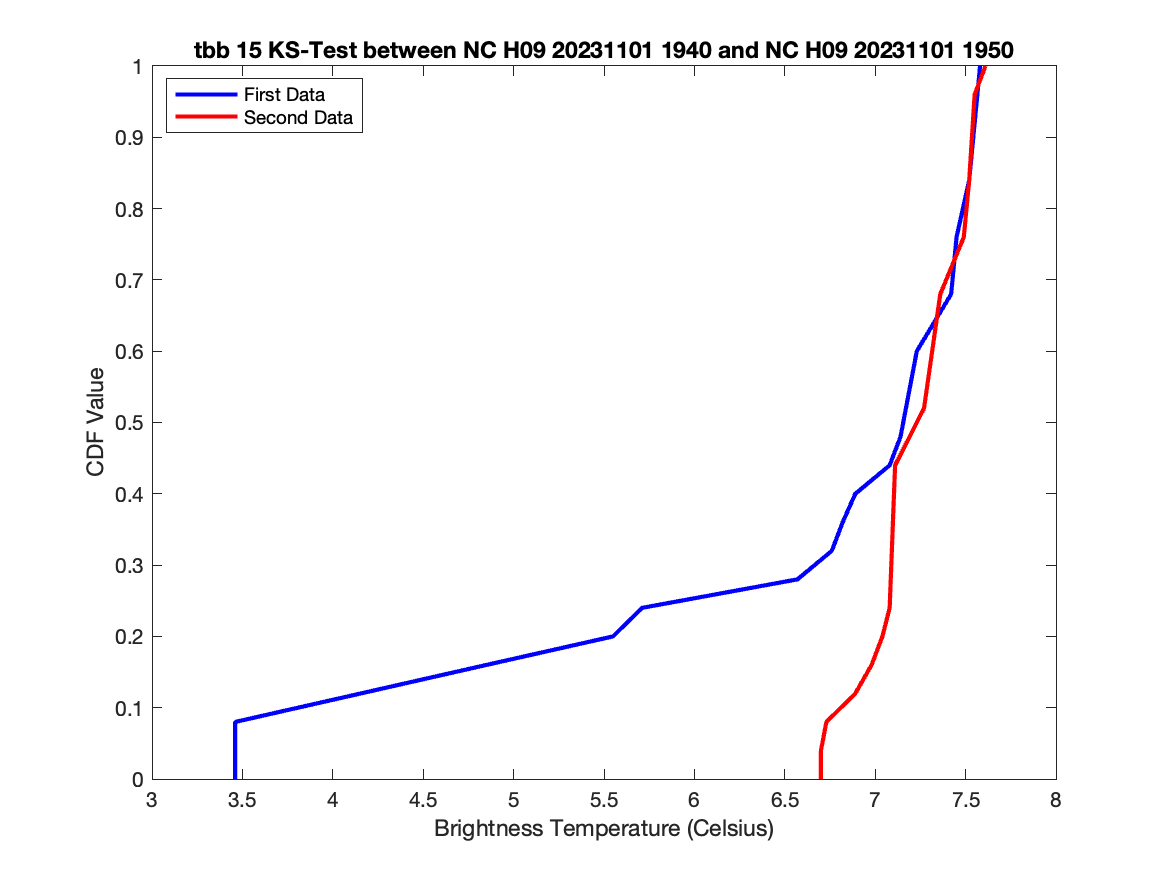 tbb 15 KS-Test between NC H09 20231101 1940 and NC H09 20231101 1950
First Data
Second Data
1
0.9
0.8
0.7
0.6
0.5
0.4
0.3
0.2
0.1
0
CDF Value
3 3.5 4 4.5 5 5.5 6 6.5 7 7.5 8
Brightness Temperature (Celsius)